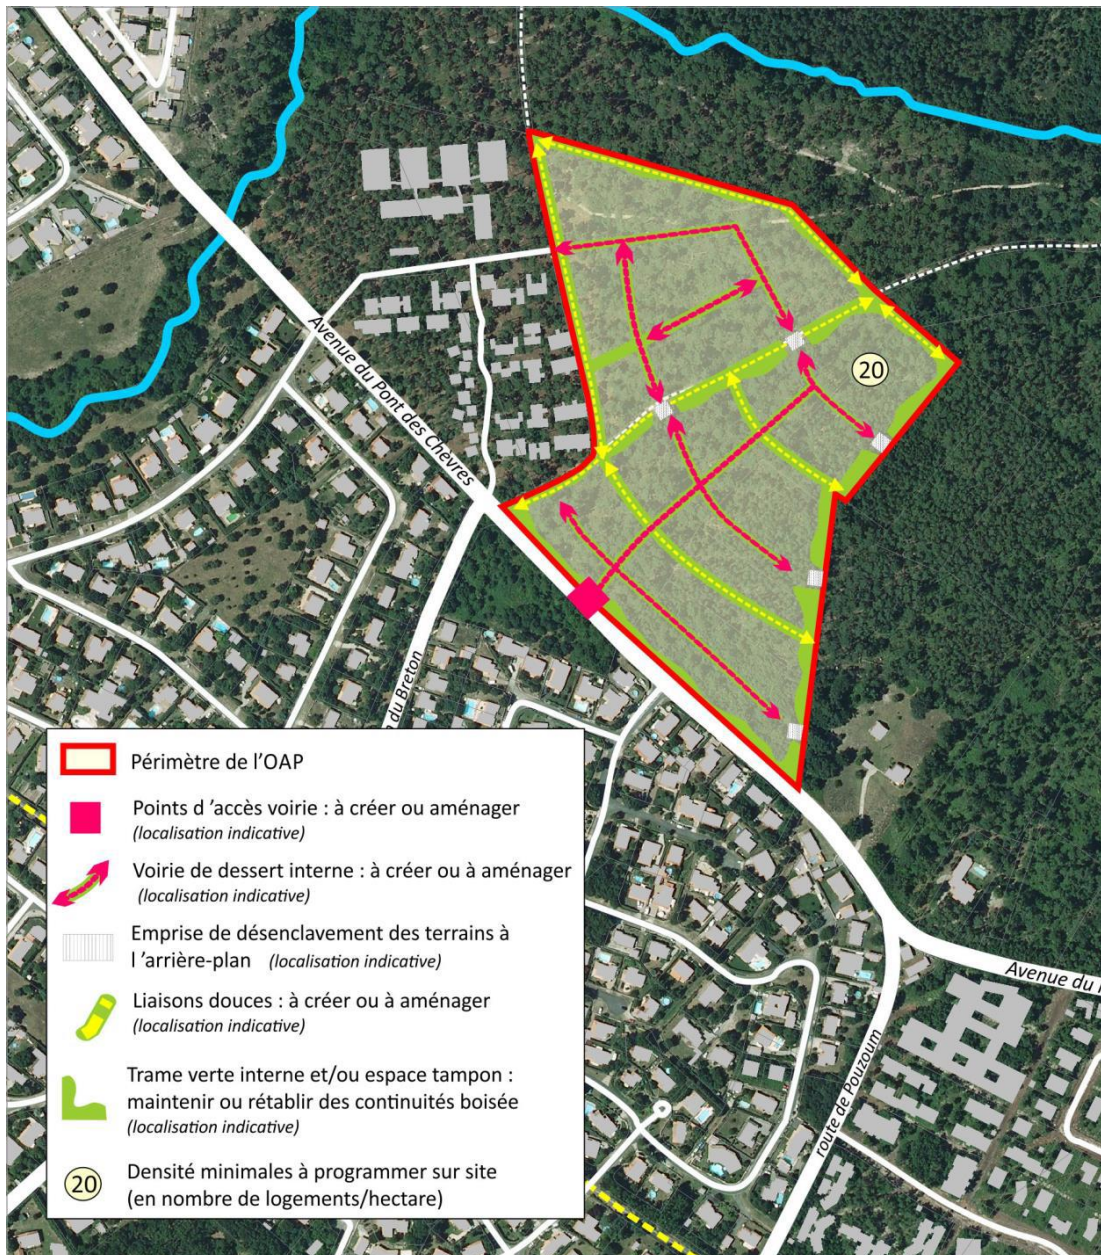 Avenue du Pont des Chèvres
20
u Breton
Périmètre de l'OAP
Points d 'accès voirie : à créer ou aménager
(localisation indicative)
Voirie de dessert interne : à créer ou à aménager
(localisation indicative)
Emprise de désenclavement des terrains à
l 'arrière-plan (localisation indicative)
Liaisons douces : à créer ou à aménager
(localisation indicative)
Trame verte interne et/ou espace tampon :
maintenir ou rétablir des continuités boisée
(localisation indicative)
20
Densité minimales à programmer sur site
(en nombre de logements/hectare)
Avenue du
route de Pouzoum